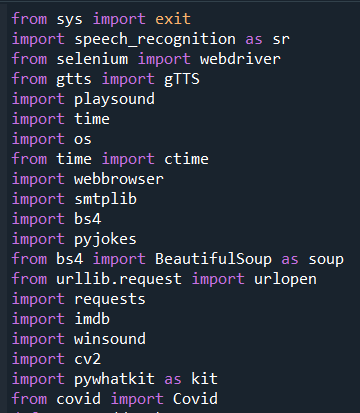 from sys import exit
import speech_recognition as sr
from selenium import webdriver
from gtts import gTTS
import playsound
import time
import os
from time import ctime
import webbrowser
import smtplib
import bs4
import pyjokes
from bs4 import BeautifulSoup as soup
from urllib.request import urlopen
import requests
import imdb
import winsound
import cv2
import pywhatkit as kit
from covid import Covid